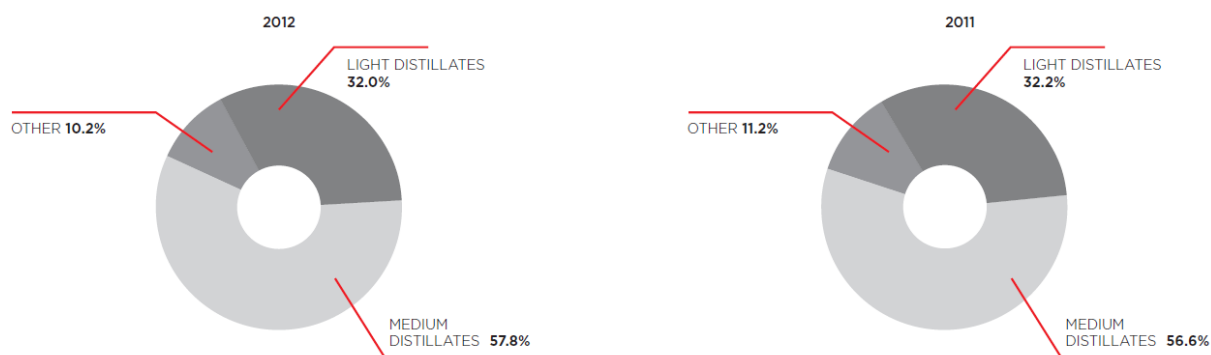 2012
LIGHT DISTILLATES
32.0%
OTHER 10.2%
MEDIUM
DISTILLATES 57.8%
2011
LIGHT DISTILLATES
32.2%
OTHER 11.2%
MEDIUM
DISTILLATES 56.6%